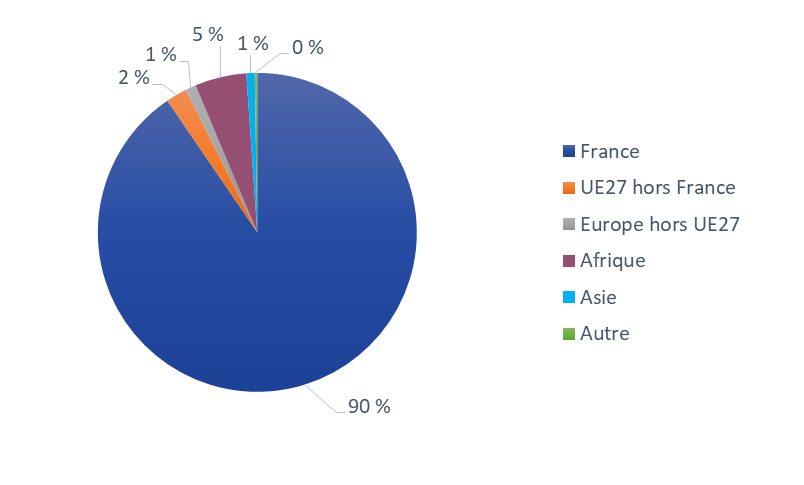 5 %
1 %
0 %
1 %
2 %
90 %
France
UE27 hors France
Europe hors UE27
Afrique
Asie
Autre